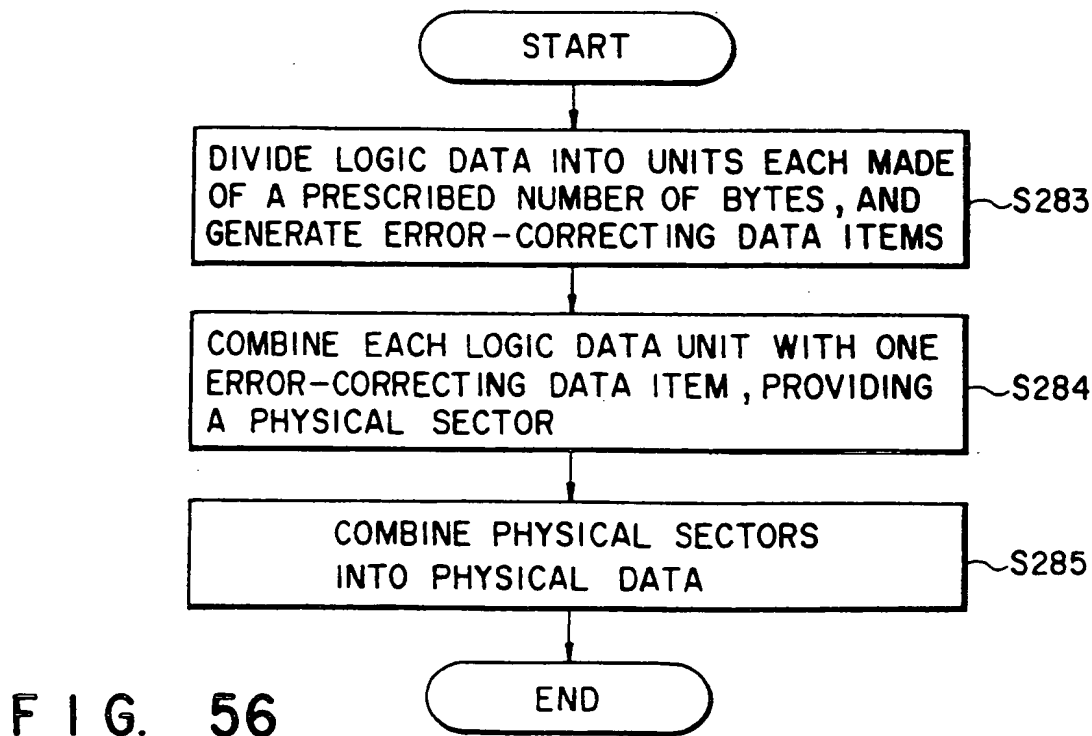 START
DIVIDE LOGIC DATA INTO UNITS EACH MADE
OF A PRESCRIBED NUMBER OF BYTES, AND
GENERATE ERROR-CORRECTING DATA ITEMS
S283
COMBINE EACH LOGIC DATA UNIT WITH ONE
ERROR-CORRECTING DATA ITEM, PROVIDING
A PHYSICAL SECTOR
S284
COMBINE PHYSICAL SECTORS
INTO PHYSICAL DATA
S285
END
FIG. 56